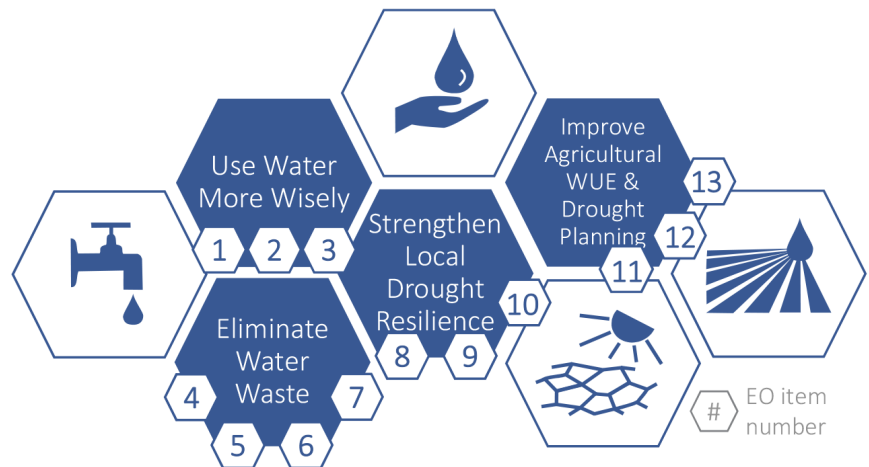 Use Water
More Wisely
1 2 3
Eliminate
Water
Waste
4 5 6 7
Strengthen
Local
Drought
Resilience
8 9 10
Improve
Agricultural
WUE &
Drought
Planning
11 12 13
# EO item
number